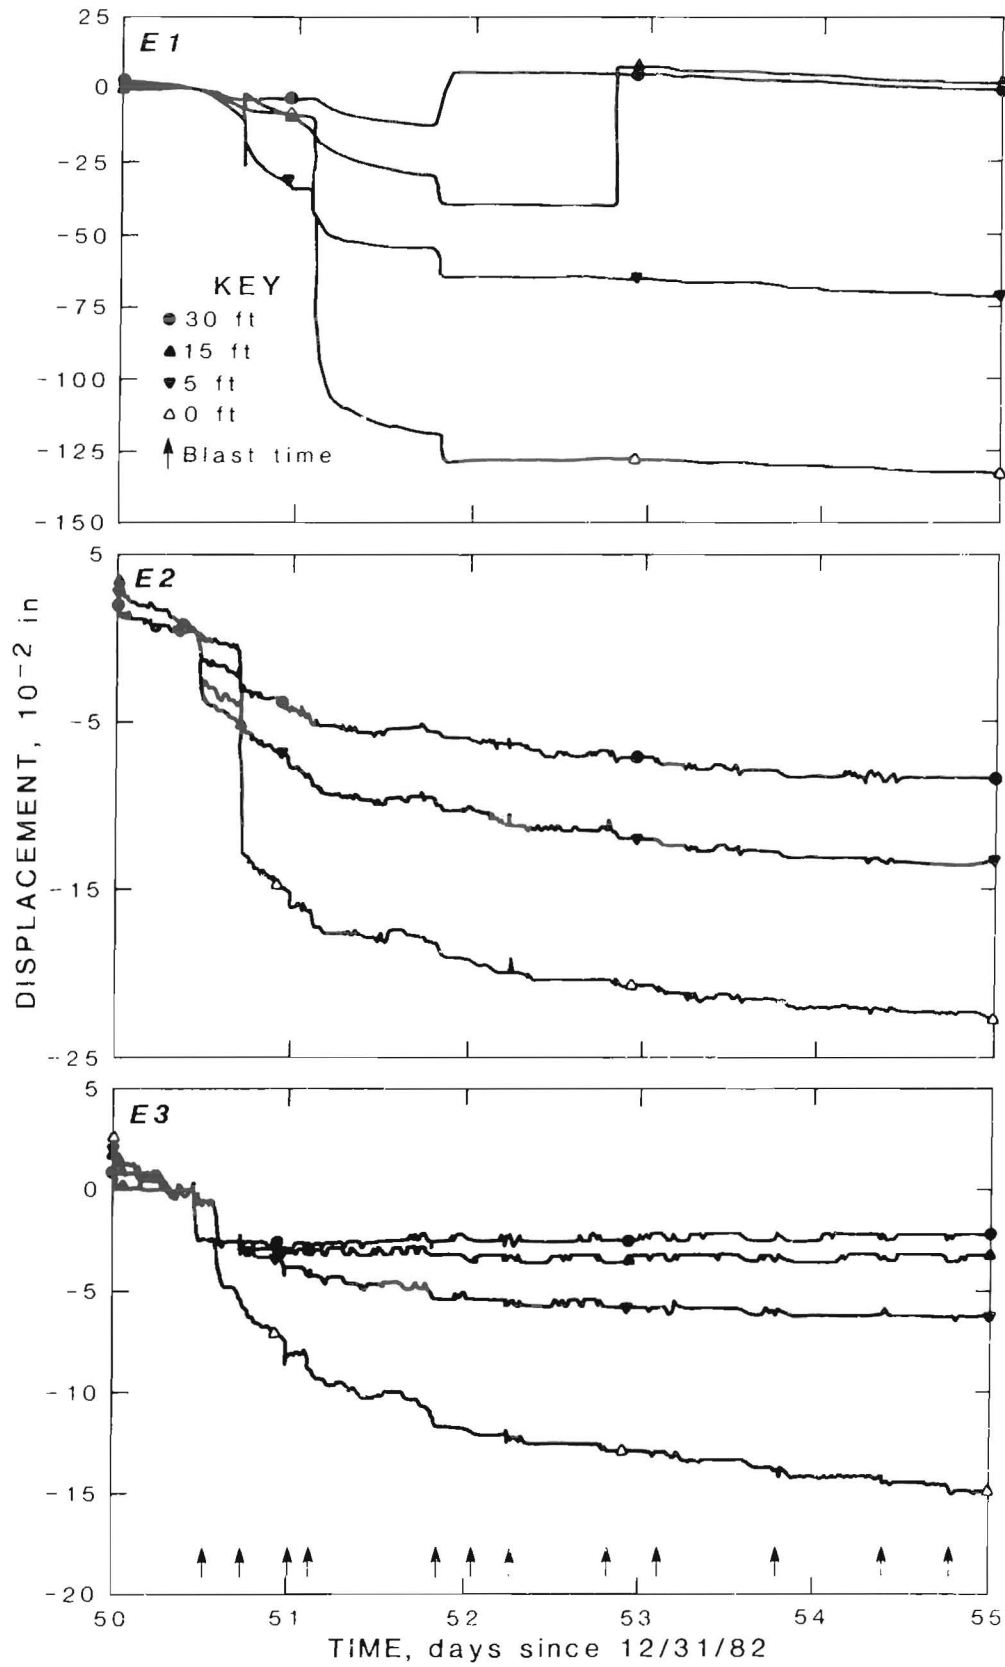 25
E1
0
-25
-50
-75
-100
-125
-150
KEY
30 ft
15 ft
5 ft
0 ft
Blast time
DISPLACEMENT, 10⁻² in
5
E2
-5
-15
-25
5
E3
0
-5
-10
-15
-20
50 51 52 53 54 55
TIME, days since 12/31/82